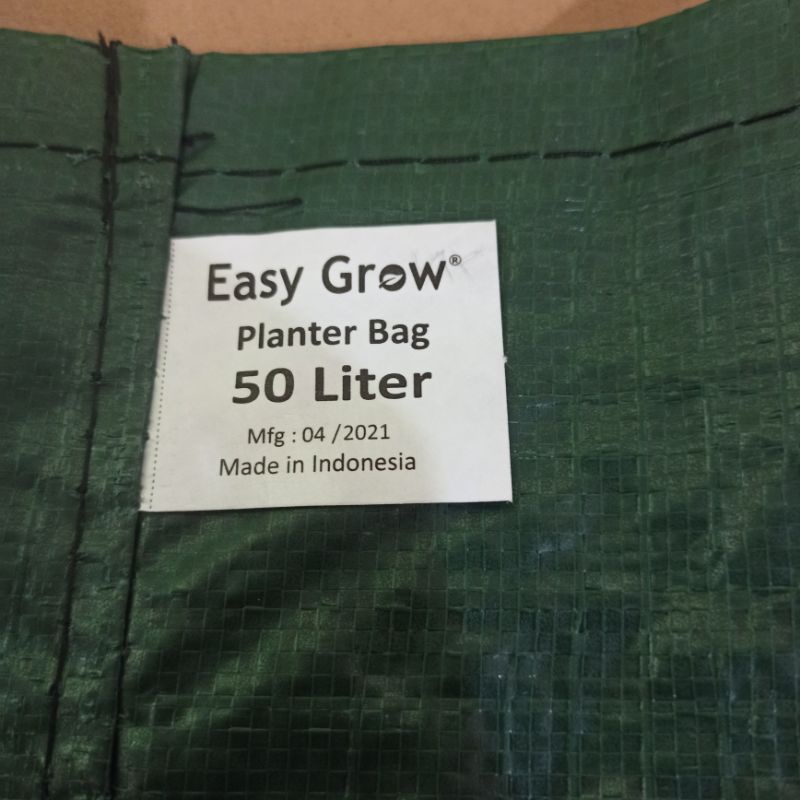 Easy Grow®
Planter Bag
50 Liter
Mfg : 04 /2021
Made in Indonesia